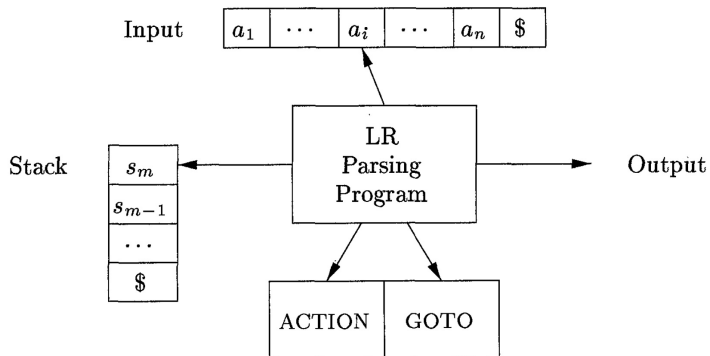 Input a₁ ⋯ aᵢ ⋯ aₙ $
LR
Parsing
Program
Stack
sₘ
sₘ₋₁
⋯
$
Output
ACTION GOTO